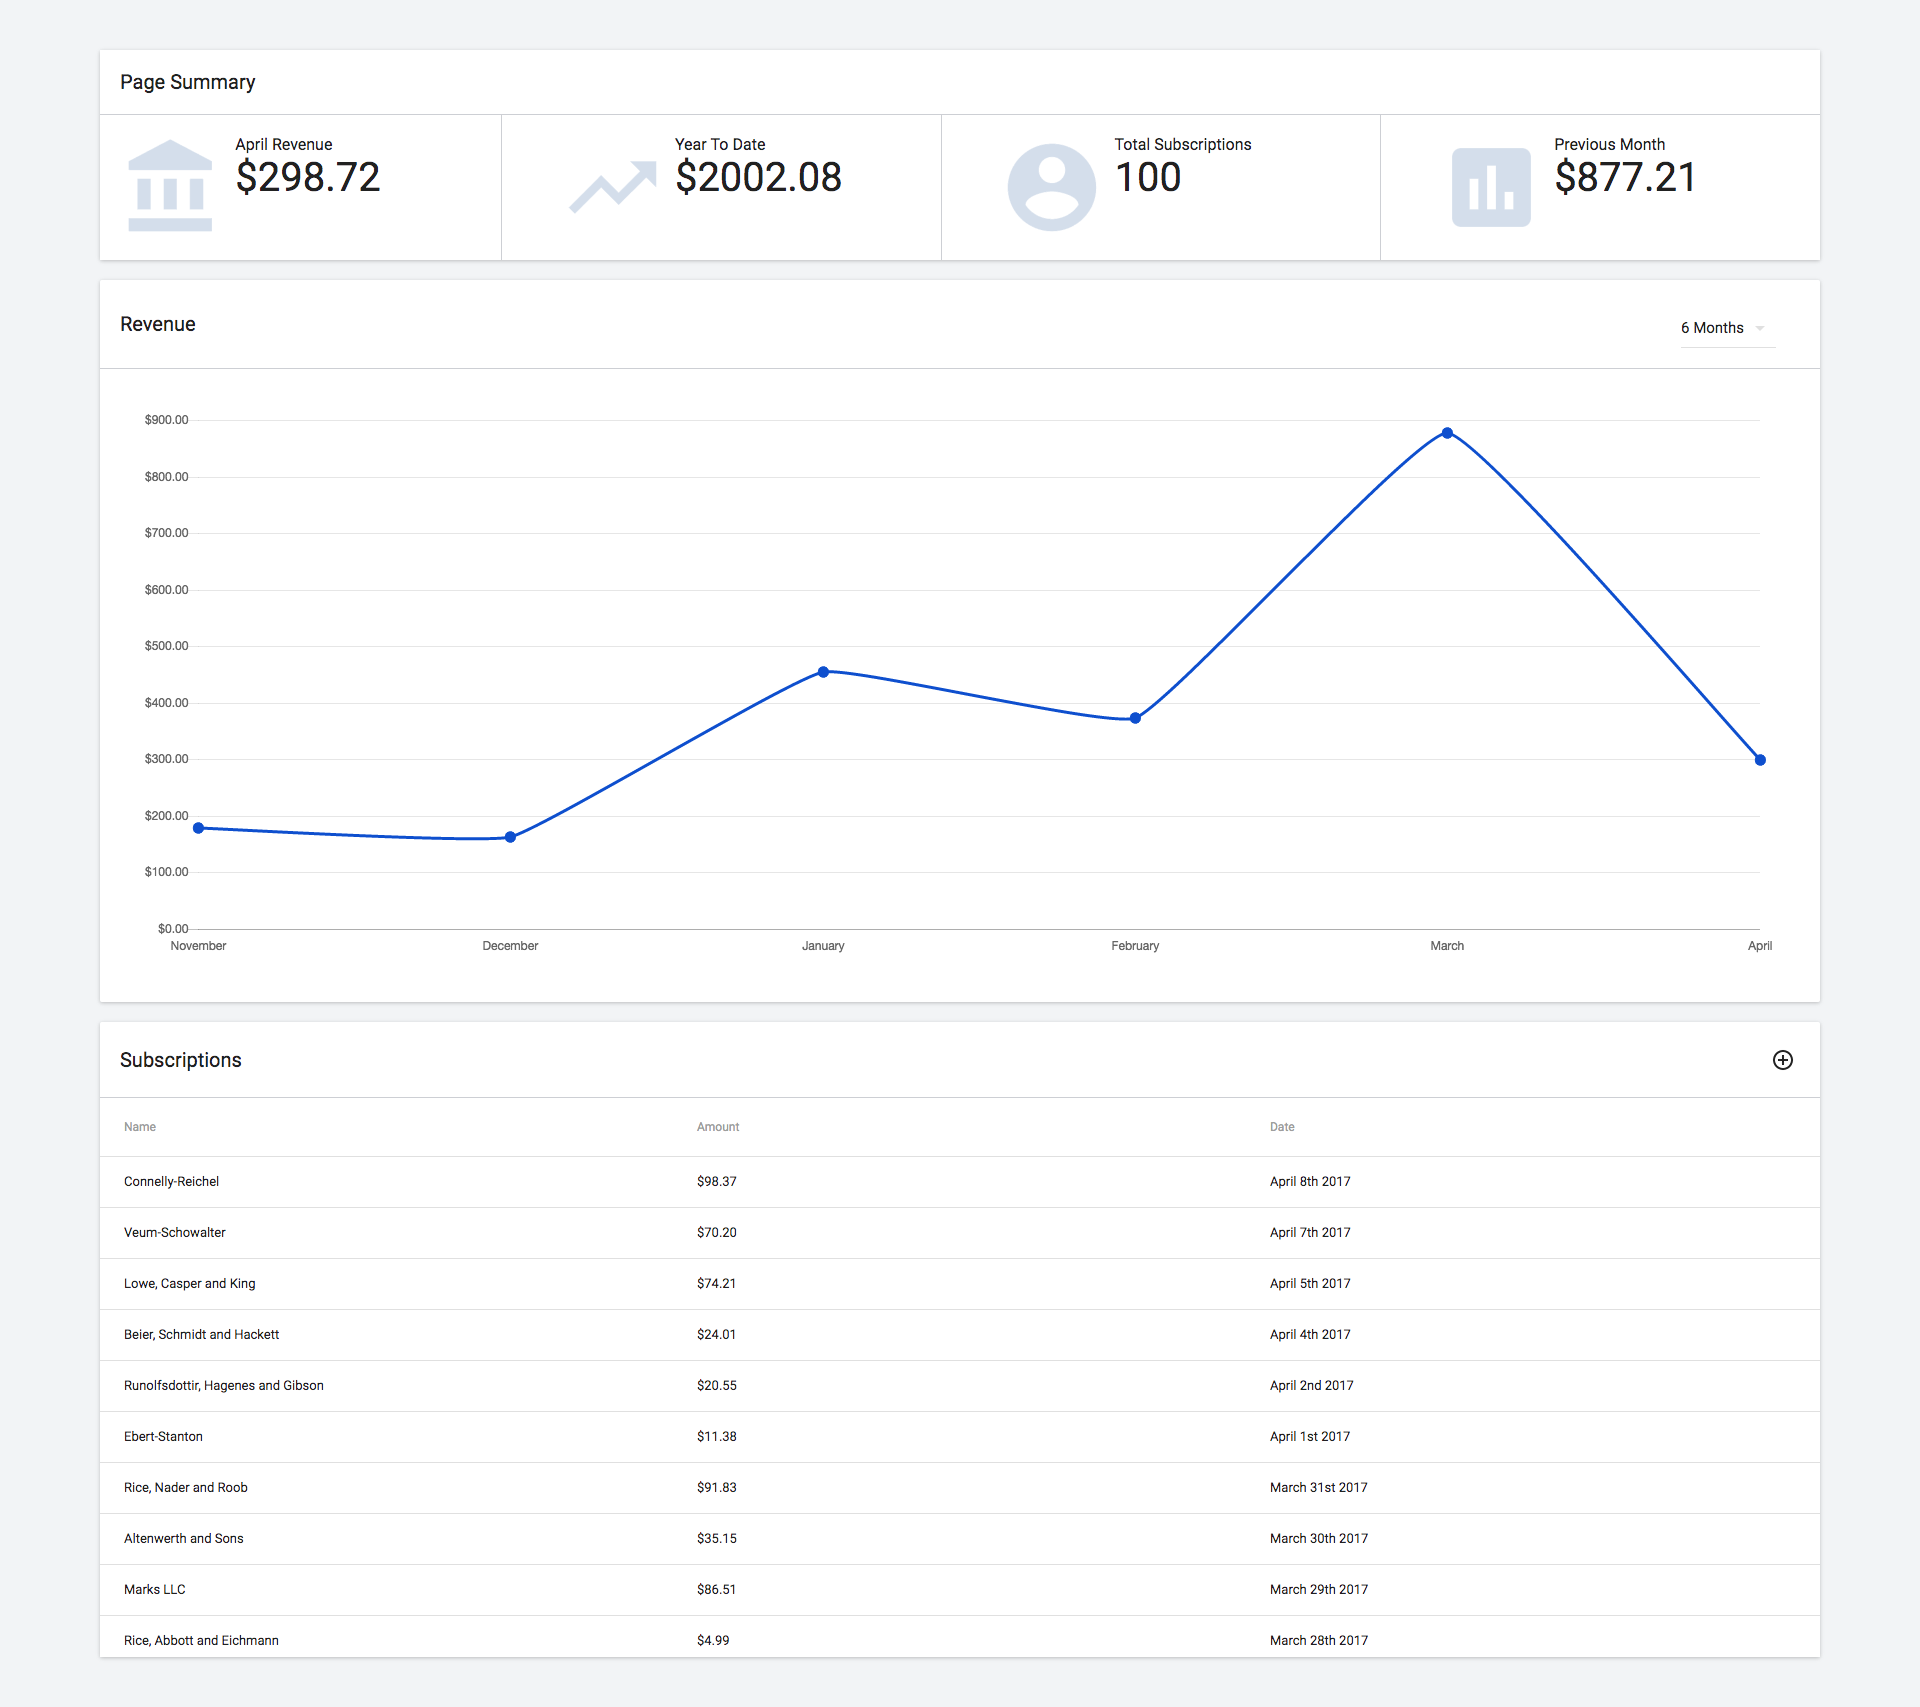 Page Summary
April Revenue
$298.72
Year To Date
$2002.08
Total Subscriptions
100
Previous Month
$877.21
Revenue
6 Months
$900.00
$800.00
$700.00
$600.00
$500.00
$400.00
$300.00
$200.00
$100.00
$0.00
November December January February March April
Subscriptions
Name Amount Date
Connelly-Reichel $98.37 April 8th 2017
Veum-Schowalter $70.20 April 7th 2017
Lowe, Casper and King $74.21 April 5th 2017
Beier, Schmidt and Hackett $24.01 April 4th 2017
Runolfsdottir, Hagenes and Gibson $20.55 April 2nd 2017
Ebert-Stanton $11.38 April 1st 2017
Rice, Nader and Roob $91.83 March 31st 2017
Altenwerth and Sons $35.15 March 30th 2017
Marks LLC $86.51 March 29th 2017
Rice, Abbott and Eichmann $4.99 March 28th 2017